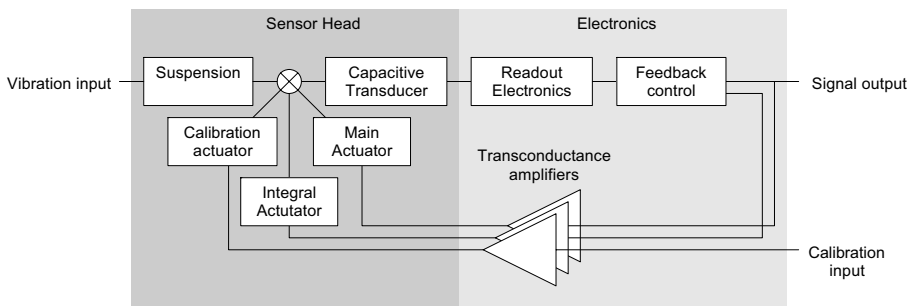 Sensor Head
Electronics
Vibration input
Suspension
Capacitive
Transducer
Readout
Electronics
Feedback
control
Signal output
Calibration
actuator
Main
Actuator
Integral
Actutator
Transconductance
amplifiers
Calibration
input